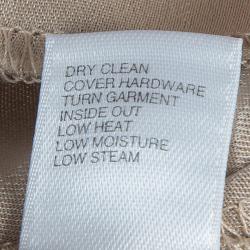 DRY CLEAN
COVER HARDWARE
TURN GARMENT
INSIDE OUT
LOW HEAT
LOW MOISTURE
LOW STEAM